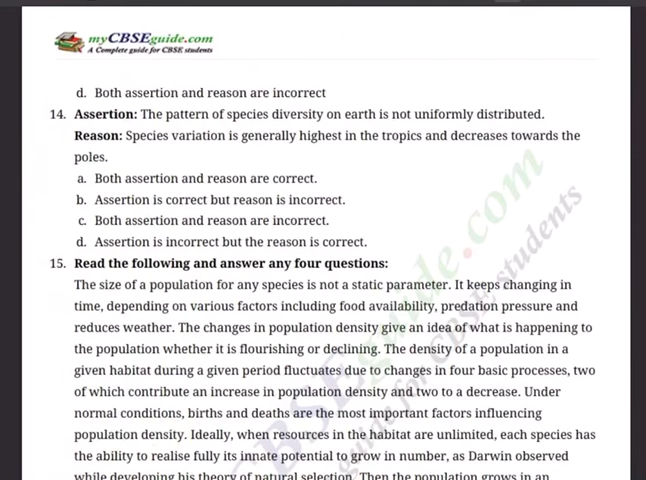 myCBSEguide.com
A Complete guide for CBSE students
d. Both assertion and reason are incorrect
14. Assertion: The pattern of species diversity on earth is not uniformly distributed.
Reason: Species variation is generally highest in the tropics and decreases towards the
poles.
a. Both assertion and reason are correct.
b. Assertion is correct but reason is incorrect.
c. Both assertion and reason are incorrect.
d. Assertion is incorrect but the reason is correct.
15. Read the following and answer any four questions:
The size of a population for any species is not a static parameter. It keeps changing in
time, depending on various factors including food availability, predation pressure and
reduces weather. The changes in population density give an idea of what is happening to
the population whether it is flourishing or declining. The density of a population in a
given habitat during a given period fluctuates due to changes in four basic processes, two
of which contribute an increase in population density and two to a decrease. Under
normal conditions, births and deaths are the most important factors influencing
population density. Ideally, when resources in the habitat are unlimited, each species has
the ability to realise fully its innate potential to grow in number, as Darwin observed
while developing his theory of natural selection. Then the population grows in an